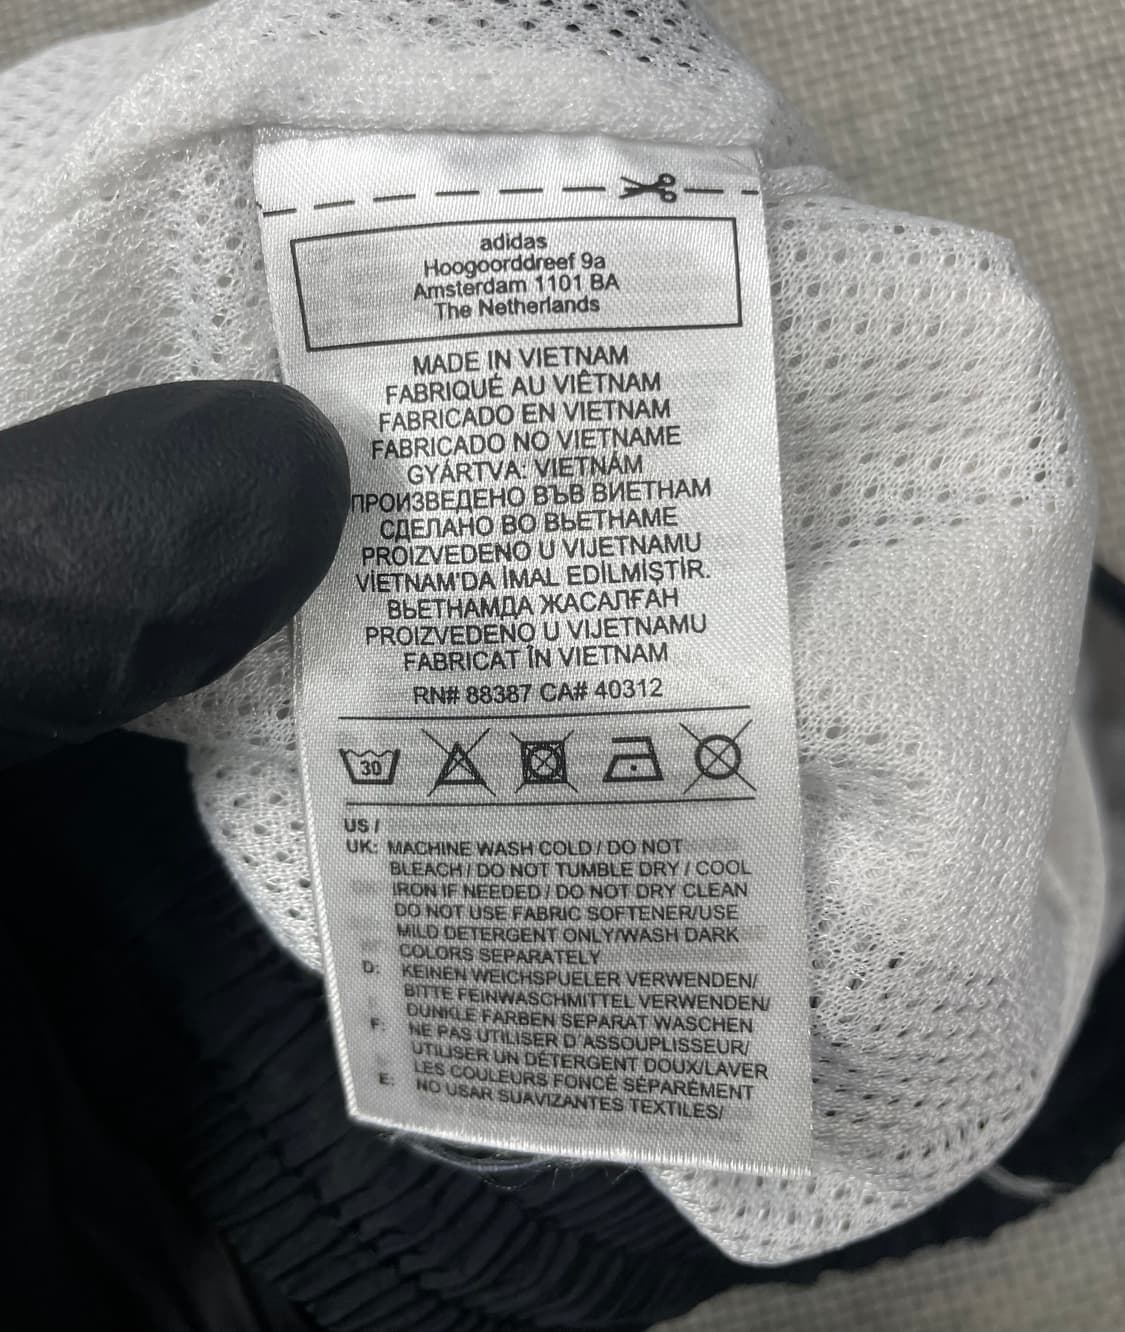 adidas
Hoogoorddreef 9a
Amsterdam 1101 BA
The Netherlands
MADE IN VIETNAM
FABRIQUÉ AU VIÊTNAM
FABRICADO EN VIETNAM
FABRICADO NO VIETNAME
GYÁRTVA: VIETNÁM
ПРОИЗВЕДЕНО ВЪВ ВИЕТНАМ
СДЕЛАНО ВО ВЬЕТНАМЕ
PROIZVEDENO U VIJETNAMU
VİETNAM'DA İMAL EDİLMİŞTİR.
ВЬЕТНАМДА ЖАСАЛҒАН
PROIZVEDENO U VIJETNAMU
FABRICAT ÎN VIETNAM
RN# 88387 CA# 40312
30
US /
UK: MACHINE WASH COLD / DO NOT
BLEACH / DO NOT TUMBLE DRY / COOL
IRON IF NEEDED / DO NOT DRY CLEAN
DO NOT USE FABRIC SOFTENER/USE
MILD DETERGENT ONLY/WASH DARK
COLORS SEPARATELY
D: KEINEN WEICHSPUELER VERWENDEN/
BITTE FEINWASCHMITTEL VERWENDEN/
DUNKLE FARBEN SEPARAT WASCHEN
F: NE PAS UTILISER D'ASSOUPLISSEUR/
UTILISER UN DÉTERGENT DOUX/LAVER
LES COULEURS FONCÉ SÉPARÉMENT
E: NO USAR SUAVIZANTES TEXTILES/